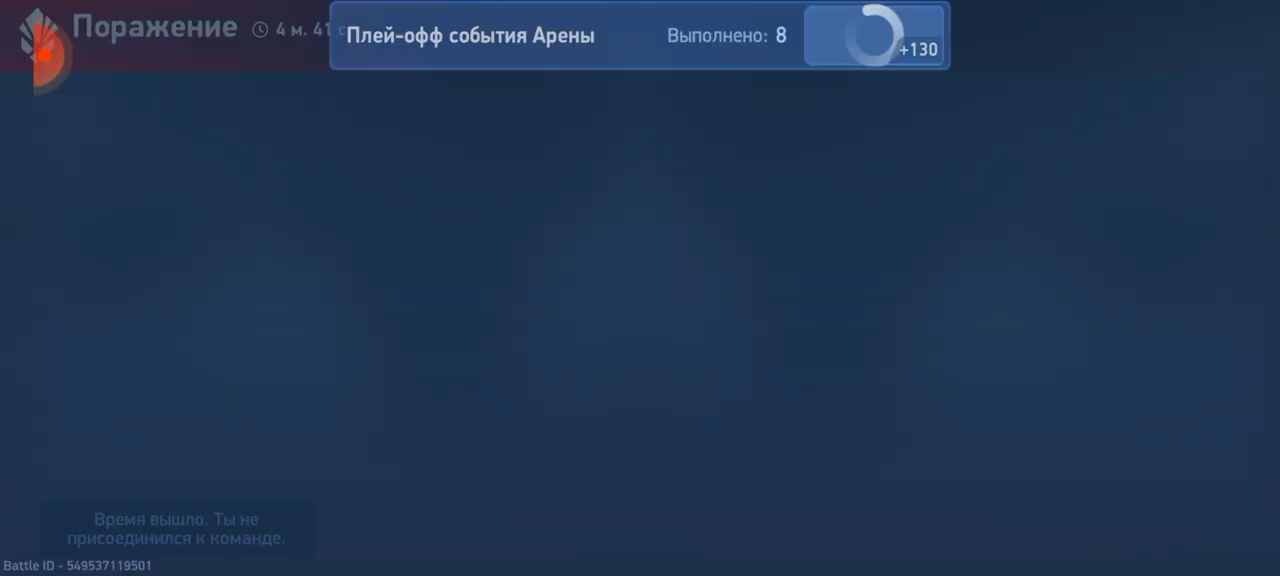 Поражение
4 м. 41
Плей-офф события Арены
Выполнено: 8
+130
Время вышло. Ты не
присоединился к команде.
Battle ID - 549537119501